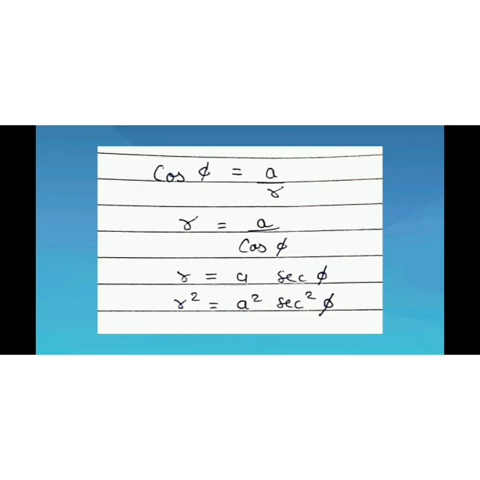 Cos ϕ = a/r
r = a/Cos ϕ
r = a sec ϕ
r² = a² sec² ϕ